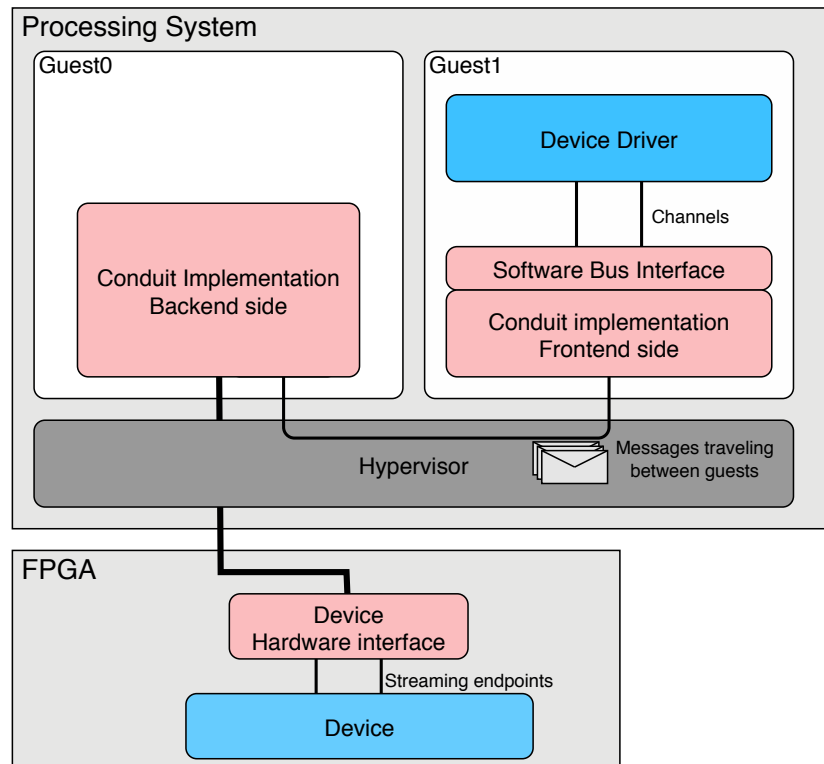 Processing System
Guest0
Guest1
Device Driver
Channels
Software Bus Interface
Conduit Implementation
Backend side
Conduit implementation
Frontend side
Hypervisor
Messages traveling
between guests
FPGA
Device
Hardware interface
Streaming endpoints
Device